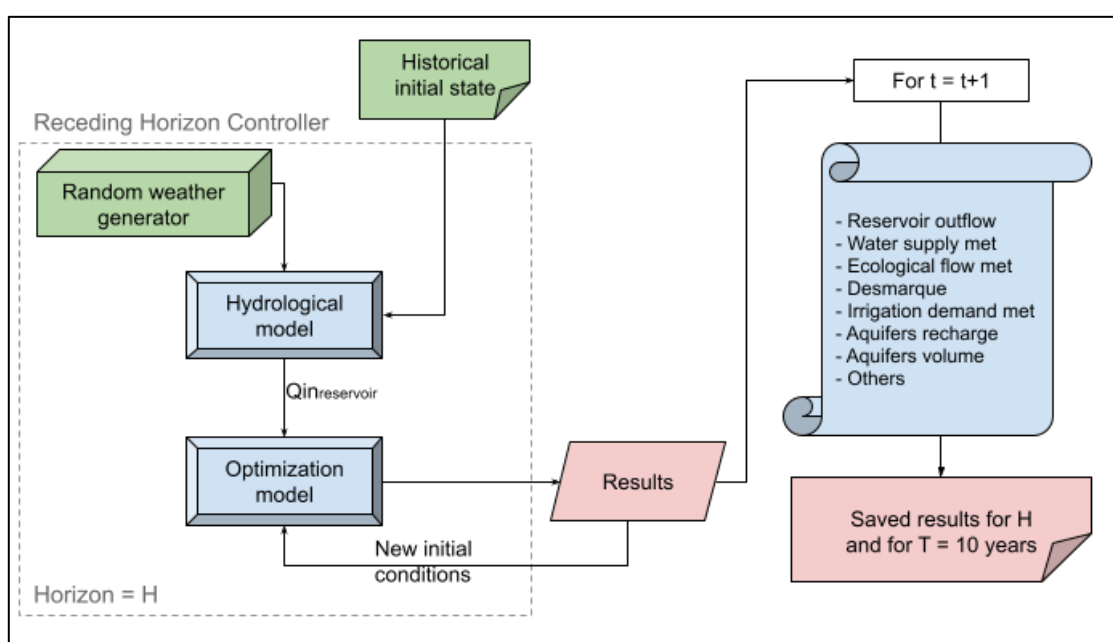 Historical
initial state
For t = t+1
Receding Horizon Controller
Random weather
generator
- Reservoir outflow
- Water supply met
- Ecological flow met
- Desmarque
- Irrigation demand met
- Aquifers recharge
- Aquifers volume
- Others
Hydrological
model
Qinreservoir
Optimization
model
Results
New initial
conditions
Saved results for H
and for T = 10 years
Horizon = H